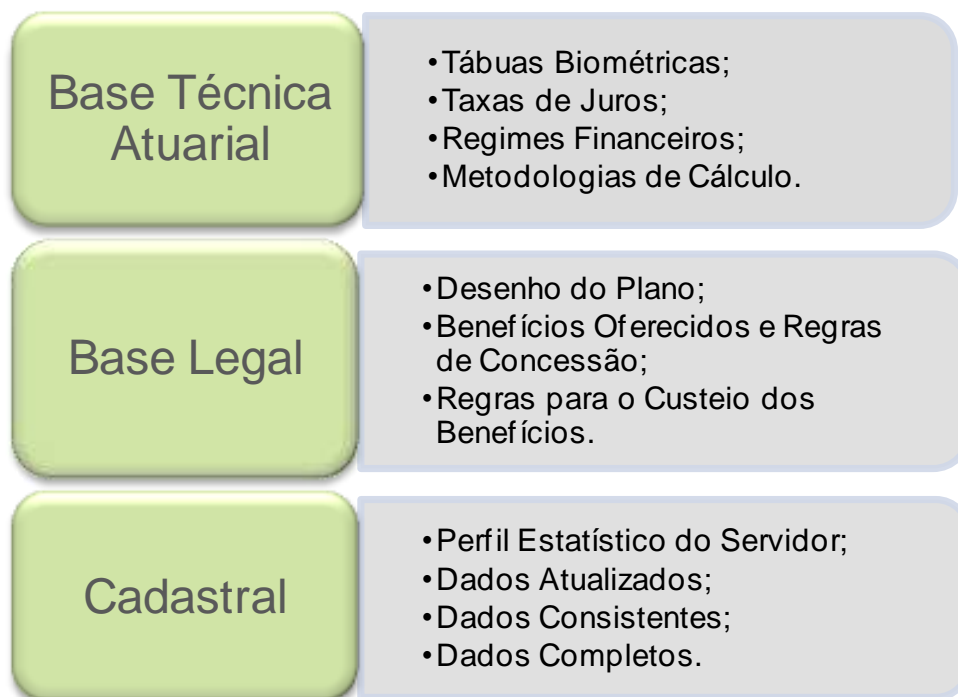 Base Técnica
Atuarial
•Tábuas Biométricas;
•Taxas de Juros;
•Regimes Financeiros;
•Metodologias de Cálculo.
Base Legal
•Desenho do Plano;
•Benefícios Oferecidos e Regras
de Concessão;
•Regras para o Custeio dos
Benefícios.
Cadastral
•Perfil Estatístico do Servidor;
•Dados Atualizados;
•Dados Consistentes;
•Dados Completos.